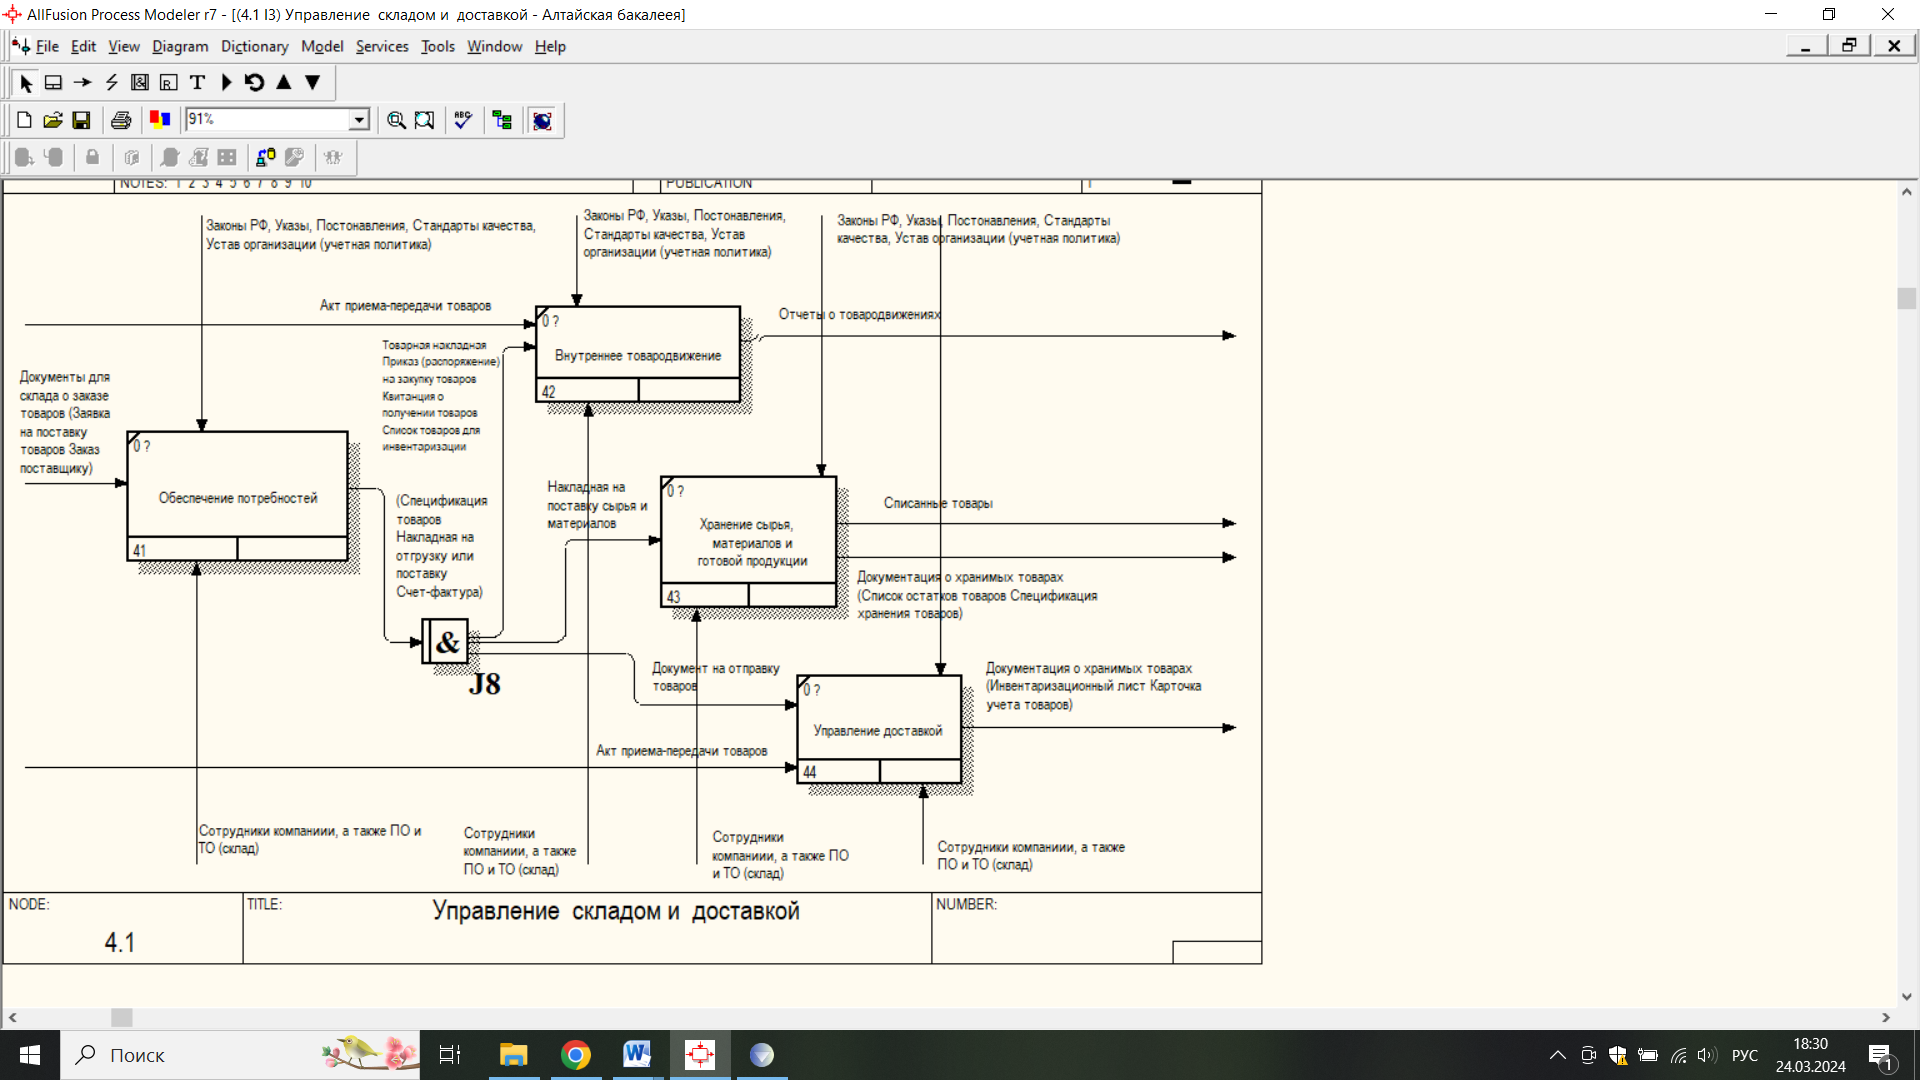 AllFusion Process Modeler r7 - [(4.1 I3) Управление  складом и  доставкой - Алтайская бакалеея]
File Edit View Diagram Dictionary Model Services Tools Window Help
91%
NOTES: 1 2 3 4 5 6 7 8 9 10
PUBLICATION
Законы РФ, Указы, Постонавления, Стандарты качества,
Устав организации (учетная политика)
Законы РФ, Указы, Постонавления,
Стандарты качества, Устав
организации (учетная политика)
Законы РФ, Указы, Постонавления, Стандарты
качества, Устав организации (учетная политика)
Акт приема-передачи товаров
0 ?
Внутреннее товародвижение
42
Отчеты о товародвижениях
Товарная накладная
Приказ (распоряжение)
на закупку товаров
Квитанция о
получении товаров
Список товаров для
инвентаризации
Документы для
склада о заказе
товаров (Заявка
на поставку
товаров Заказ
поставщику)
0 ?
Обеспечение потребностей
41
(Спецификация
товаров
Накладная на
отгрузку или
поставку
Счет-фактура)
Накладная на
поставку сырья и
материалов
0 ?
Хранение сырья,
материалов и
готовой продукции
43
Списанные товары
Документация о хранимых товарах
(Список остатков товаров Спецификация
хранения товаров)
&
J8
Документ на отправку
товаров
0 ?
Управление доставкой
44
Документация о хранимых товарах
(Инвентаризационный лист Карточка
учета товаров)
Акт приема-передачи товаров
Сотрудники компаниии, а также ПО и
ТО (склад)
Сотрудники
компаниии, а также
ПО и ТО (склад)
Сотрудники
компаниии, а также ПО
и ТО (склад)
Сотрудники компаниии, а также
ПО и ТО (склад)
NODE:
4.1
TITLE:
Управление  складом и  доставкой
NUMBER:
Поиск
РУС
18:30
24.03.2024
1